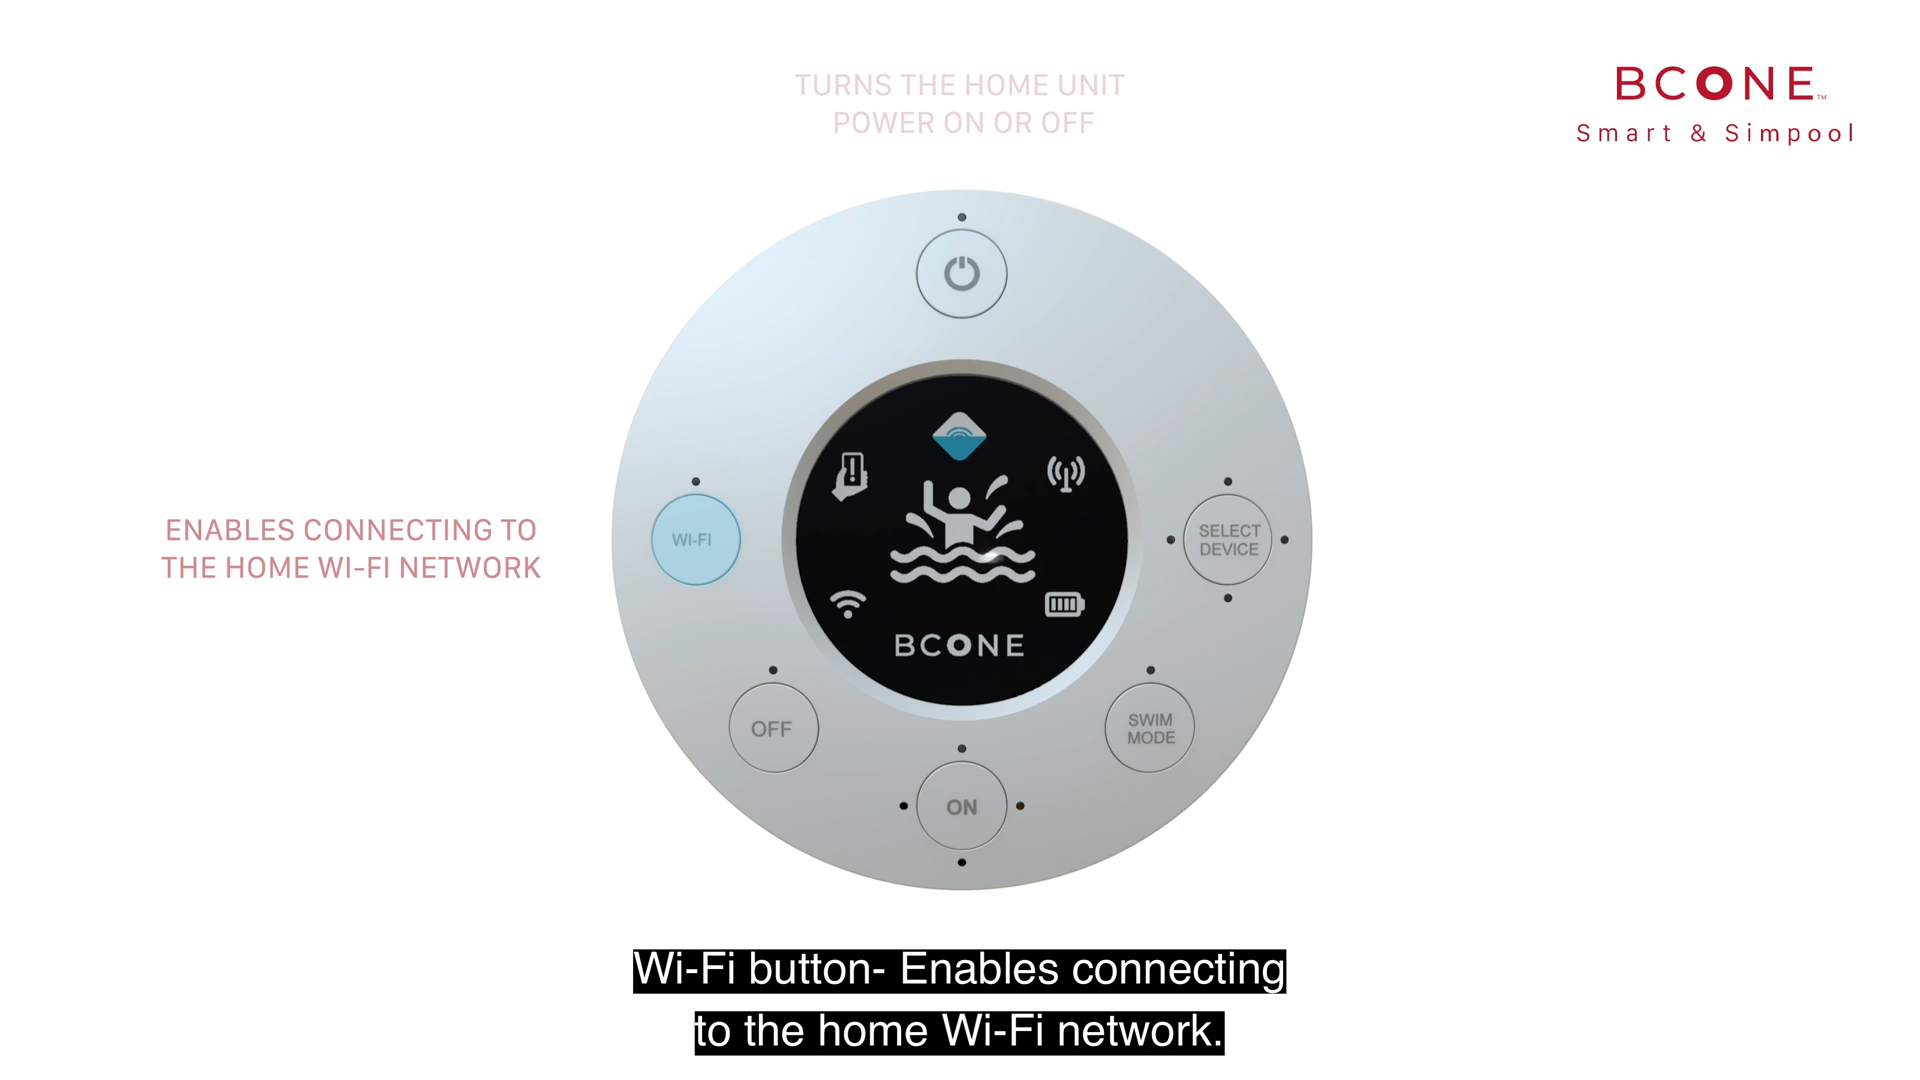 TURNS THE HOME UNIT
POWER ON OR OFF
BCONE™
Smart & Simpool
ENABLES CONNECTING TO
THE HOME WI-FI NETWORK
WI-FI
SELECT
DEVICE
BCONE
OFF
SWIM
MODE
ON
Wi-Fi button- Enables connecting
to the home Wi-Fi network.